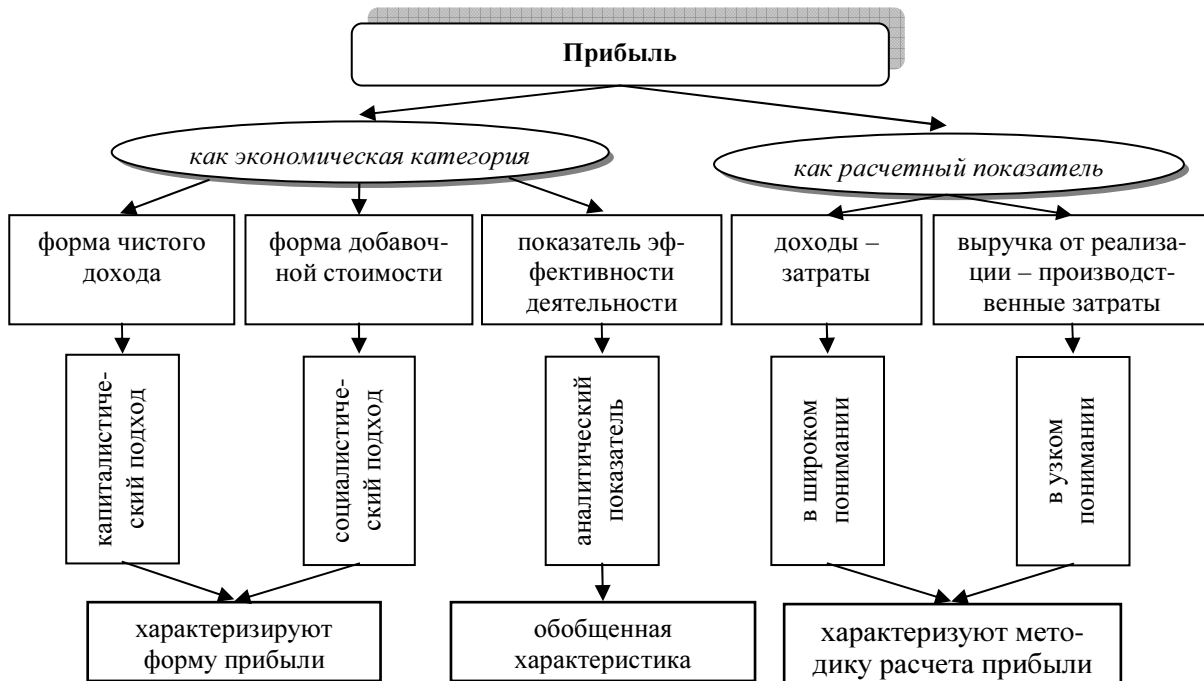 Прибыль
как экономическая категория
как расчетный показатель
форма чистого
дохода
форма добавоч-
ной стоимости
показатель эф-
фективности
деятельности
доходы –
затраты
выручка от реализа-
ции – производст-
венные затраты
капиталистиче-
ский подход
социалистиче-
ский подход
аналитический
показатель
в широком
понимании
в узком
понимании
характеризируют
форму прибыли
обобщенная
характеристика
характеризуют мето-
дику расчета прибыли